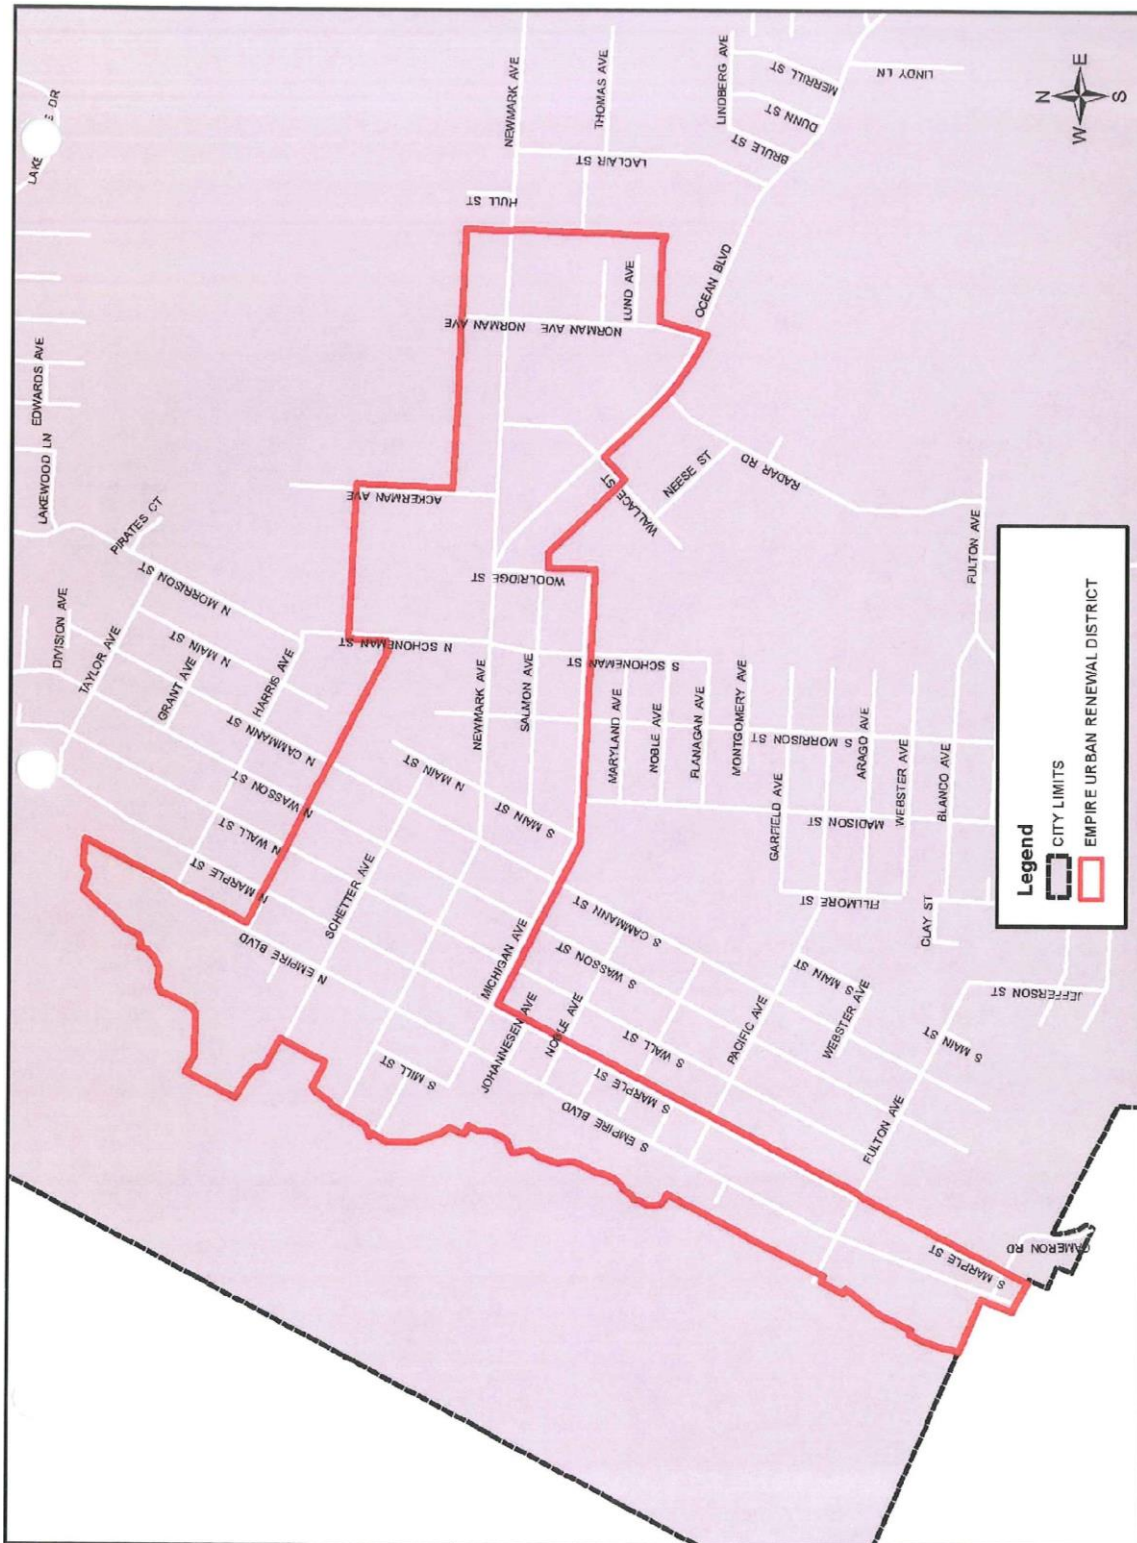 LAKEWOOD LN
EDWARDS AVE
PIRATES CT
DIVISION AVE
TAYLOR AVE
N MORRISON ST
N MAIN ST
GRANT AVE
HARRIS AVE
N CAMMANN ST
N WASSON ST
N WALL ST
N MARPLE ST
N EMPIRE BLVD
SCHETTER AVE
N MAIN ST
S MAIN ST
N SCHONEMAN ST
ACKERMAN AVE
NEWMARK AVE
SALMON AVE
WOOLRIDGE ST
S SCHONEMAN ST
NORMAN AVE
NORMAN AVE
LUND AVE
HULL ST
NEWMARK AVE
THOMAS AVE
LACLAIR ST
LINDBERG AVE
MERRILL ST
DUNN ST
BRULE ST
LINDY LN
OCEAN BLVD
WALLACE ST
NEESE ST
RADAR RD
FULTON AVE
MICHIGAN AVE
JOHANNESEN AVE
NOBLE AVE
S MILL ST
S EMPIRE BLVD
S MARPLE ST
S WALL ST
S WASSON ST
S CAMMANN ST
MARYLAND AVE
NOBLE AVE
FLANAGAN AVE
MONTGOMERY AVE
S MORRISON ST
GARFIELD AVE
ARAGO AVE
MADISON ST
WEBSTER AVE
BLANCO AVE
FILLMORE ST
CLAY ST
PACIFIC AVE
S MAIN ST
WEBSTER AVE
FULTON AVE
S MAIN ST
JEFFERSON ST
S MARPLE ST
CAMERON RD
N
W
E
S
Legend
CITY LIMITS
EMPIRE URBAN RENEWAL DISTRICT